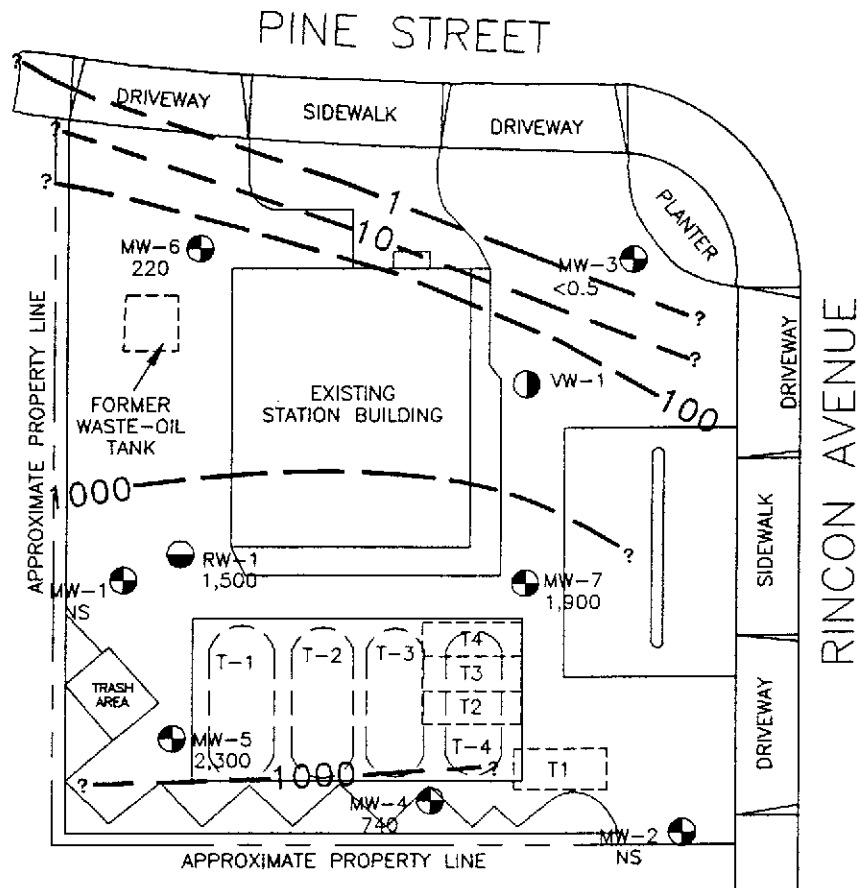 PINE STREET
?
DRIVEWAY
SIDEWALK
DRIVEWAY
PLANTER
?
?
1
10
MW-6
220
MW-3
<0.5
?
?
VW-1
100
FORMER
WASTE-OIL
TANK
EXISTING
STATION BUILDING
DRIVEWAY
RINCON AVENUE
APPROXIMATE PROPERTY LINE
1000
?
SIDEWALK
RW-1
1,500
MW-1
NS
MW-7
1,900
T-1
T-2
T-3
T4
T3
T2
T-4
TRASH
AREA
MW-5
2,300
DRIVEWAY
?
1000
?
T1
MW-4
740
MW-2
NS
APPROXIMATE PROPERTY LINE